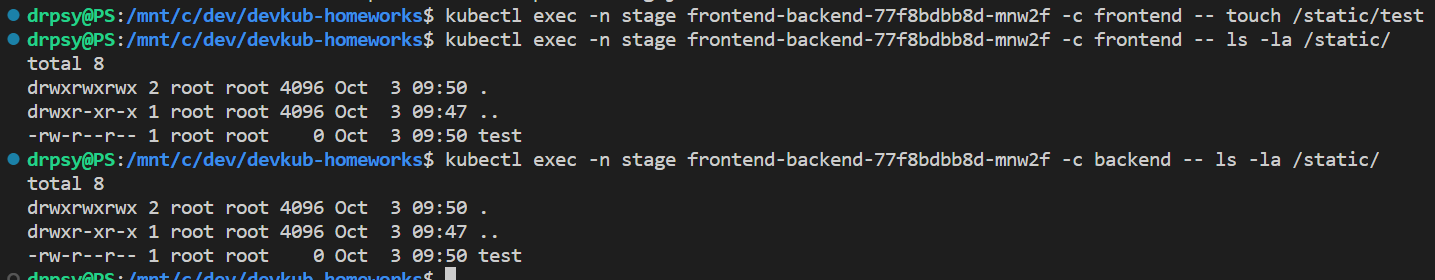 drpsy@PS:/mnt/c/dev/devkub-homeworks$ kubectl exec -n stage frontend-backend-77f8bdbb8d-mnw2f -c frontend -- touch /static/test
drpsy@PS:/mnt/c/dev/devkub-homeworks$ kubectl exec -n stage frontend-backend-77f8bdbb8d-mnw2f -c frontend -- ls -la /static/
total 8
drwxrwxrwx 2 root root 4096 Oct  3 09:50 .
drwxr-xr-x 1 root root 4096 Oct  3 09:47 ..
-rw-r--r-- 1 root root    0 Oct  3 09:50 test
drpsy@PS:/mnt/c/dev/devkub-homeworks$ kubectl exec -n stage frontend-backend-77f8bdbb8d-mnw2f -c backend -- ls -la /static/
total 8
drwxrwxrwx 2 root root 4096 Oct  3 09:50 .
drwxr-xr-x 1 root root 4096 Oct  3 09:47 ..
-rw-r--r-- 1 root root    0 Oct  3 09:50 test
drpsy@PS:/mnt/c/dev/devkub-homeworks$